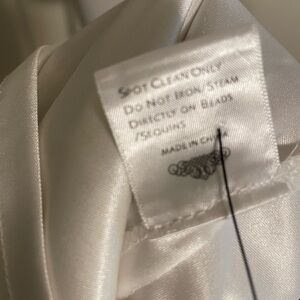 SPOT CLEAN ONLY
DO NOT IRON/STEAM
DIRECTLY ON BEADS
/SEQUINS
MADE IN CHINA